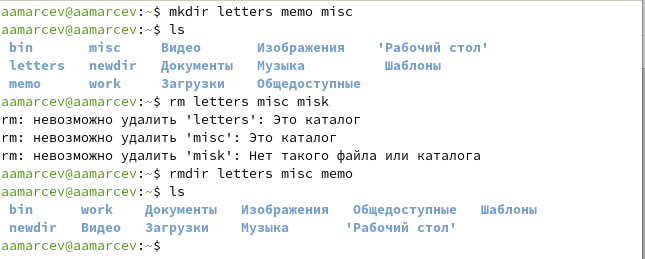 aamarcev@aamarcev:~$ mkdir letters memo misc
aamarcev@aamarcev:~$ ls
bin misc Видео Изображения 'Рабочий стол'
letters newdir Документы Музыка Шаблоны
memo work Загрузки Общедоступные
aamarcev@aamarcev:~$ rm letters misc misk
rm: невозможно удалить 'letters': Это каталог
rm: невозможно удалить 'misc': Это каталог
rm: невозможно удалить 'misk': Нет такого файла или каталога
aamarcev@aamarcev:~$ rmdir letters misc memo
aamarcev@aamarcev:~$ ls
bin work Документы Изображения Общедоступные Шаблоны
newdir Видео Загрузки Музыка 'Рабочий стол'
aamarcev@aamarcev:~$